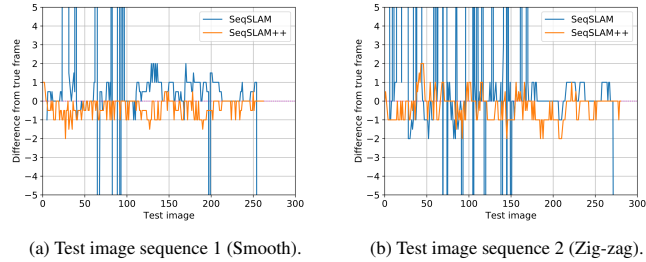 SeqSLAM
SeqSLAM++
Difference from true frame
5
4
3
2
1
0
−1
−2
−3
−4
−5
0 50 100 150 200 250 300
Test image
(a) Test image sequence 1 (Smooth).
SeqSLAM
SeqSLAM++
Difference from true frame
5
4
3
2
1
0
−1
−2
−3
−4
−5
0 50 100 150 200 250 300
Test image
(b) Test image sequence 2 (Zig-zag).